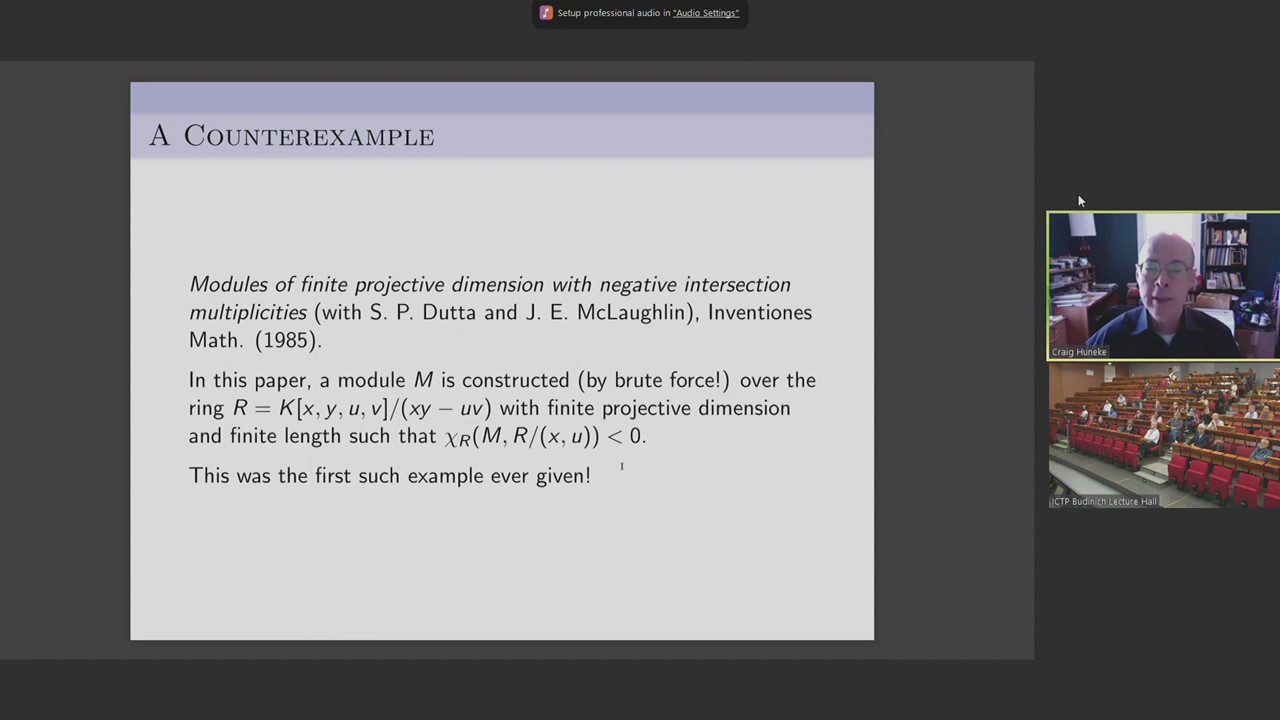 Setup professional audio in "Audio Settings"
A Counterexample
Modules of finite projective dimension with negative intersection
multiplicities (with S. P. Dutta and J. E. McLaughlin), Inventiones
Math. (1985).
In this paper, a module M is constructed (by brute force!) over the
ring R = K[x, y, u, v]/(xy − uv) with finite projective dimension
and finite length such that χ_R(M, R/(x, u)) < 0.
This was the first such example ever given!
Craig Huneke
ICTP Budinich Lecture Hall